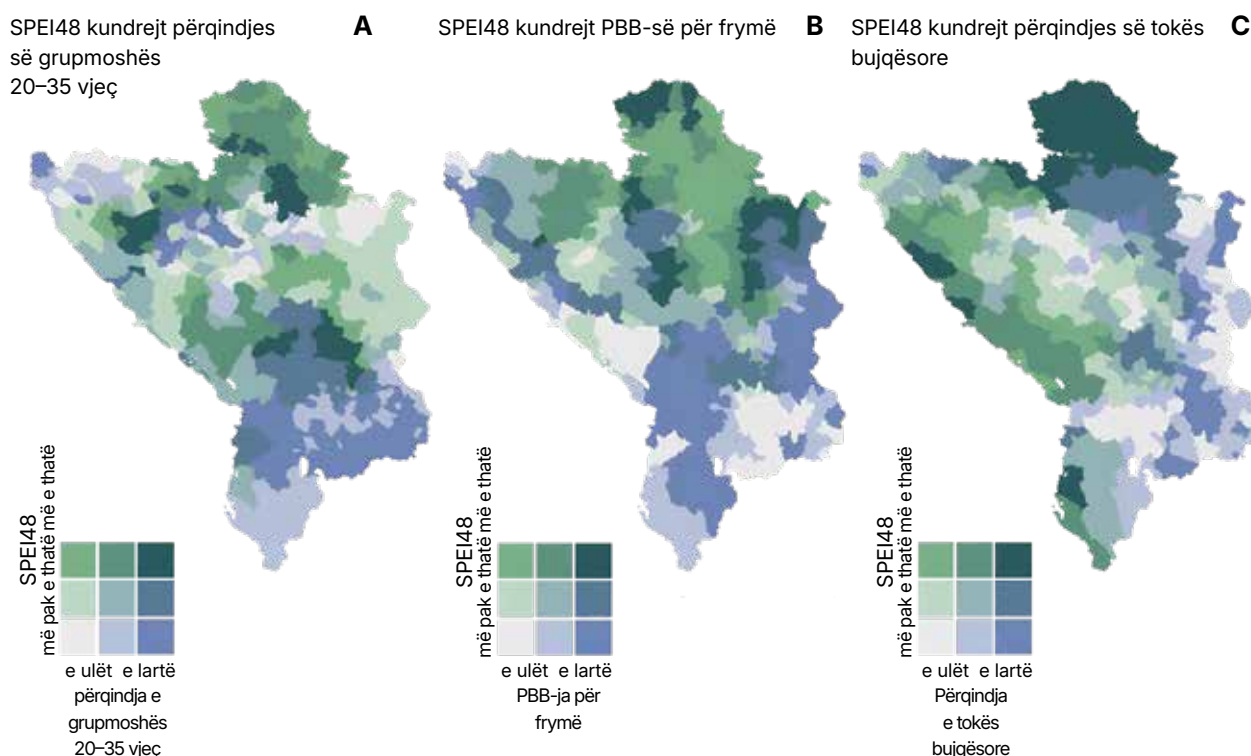 SPEI48 kundrejt përqindjes
së grupmoshës
20–35 vjeç
A
SPEI48 kundrejt PBB-së për frymë
B
SPEI48 kundrejt përqindjes së tokës
bujqësore
C
SPEI48
më pak e thatë më e thatë
e ulët e lartë
përqindja e
grupmoshës
20–35 vjeç
SPEI48
më pak e thatë më e thatë
e ulët e lartë
PBB-ja për
frymë
SPEI48
më pak e thatë më e thatë
e ulët e lartë
Përqindja
e tokës
bujqësore